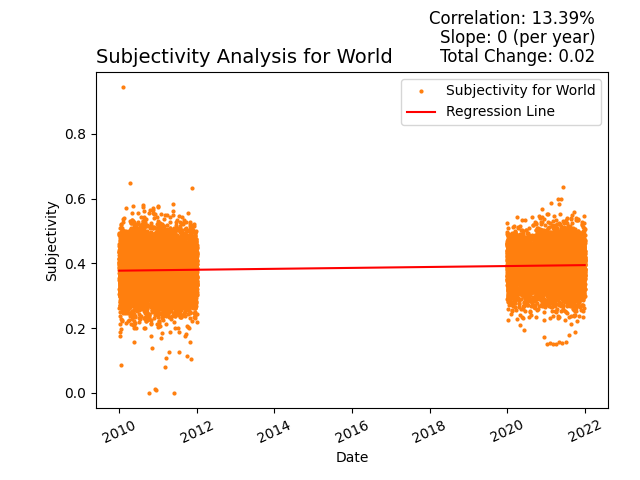 Correlation: 13.39%
Slope: 0 (per year)
Total Change: 0.02
Subjectivity Analysis for World
Subjectivity for World
Regression Line
Subjectivity
0.8
0.6
0.4
0.2
0.0
2010
2012
2014
2016
2018
2020
2022
Date